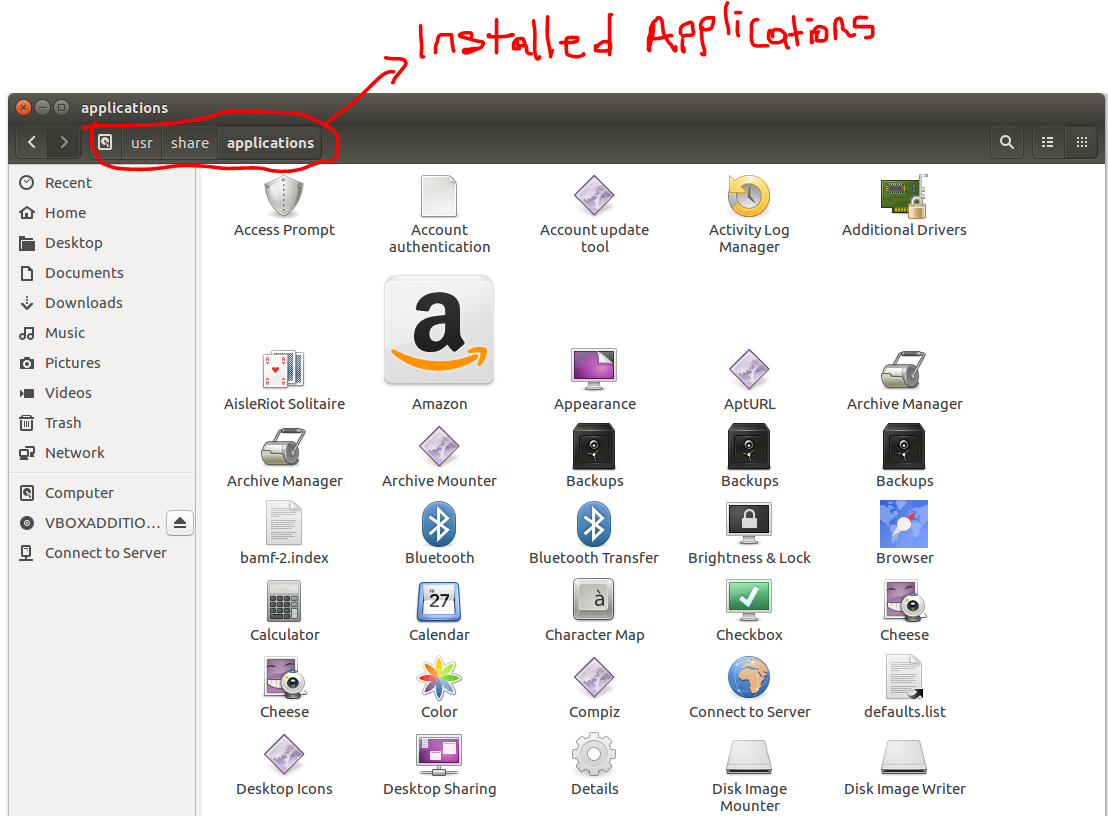 Installed Applications
applications
usr share applications
Recent
Home
Desktop
Documents
Downloads
Music
Pictures
Videos
Trash
Network
Computer
VBOXADDITIO...
Connect to Server
Access Prompt
Account
authentication
Account update
tool
Activity Log
Manager
Additional Drivers
AisleRiot Solitaire
a
Amazon
Appearance
AptURL
Archive Manager
Archive Manager
Archive Mounter
Backups
Backups
Backups
bamf-2.index
Bluetooth
Bluetooth Transfer
Brightness & Lock
Browser
Calculator
27
Calendar
à
Character Map
Checkbox
Cheese
Cheese
Color
Compiz
Connect to Server
defaults.list
Desktop Icons
Desktop Sharing
Details
Disk Image
Mounter
Disk Image Writer